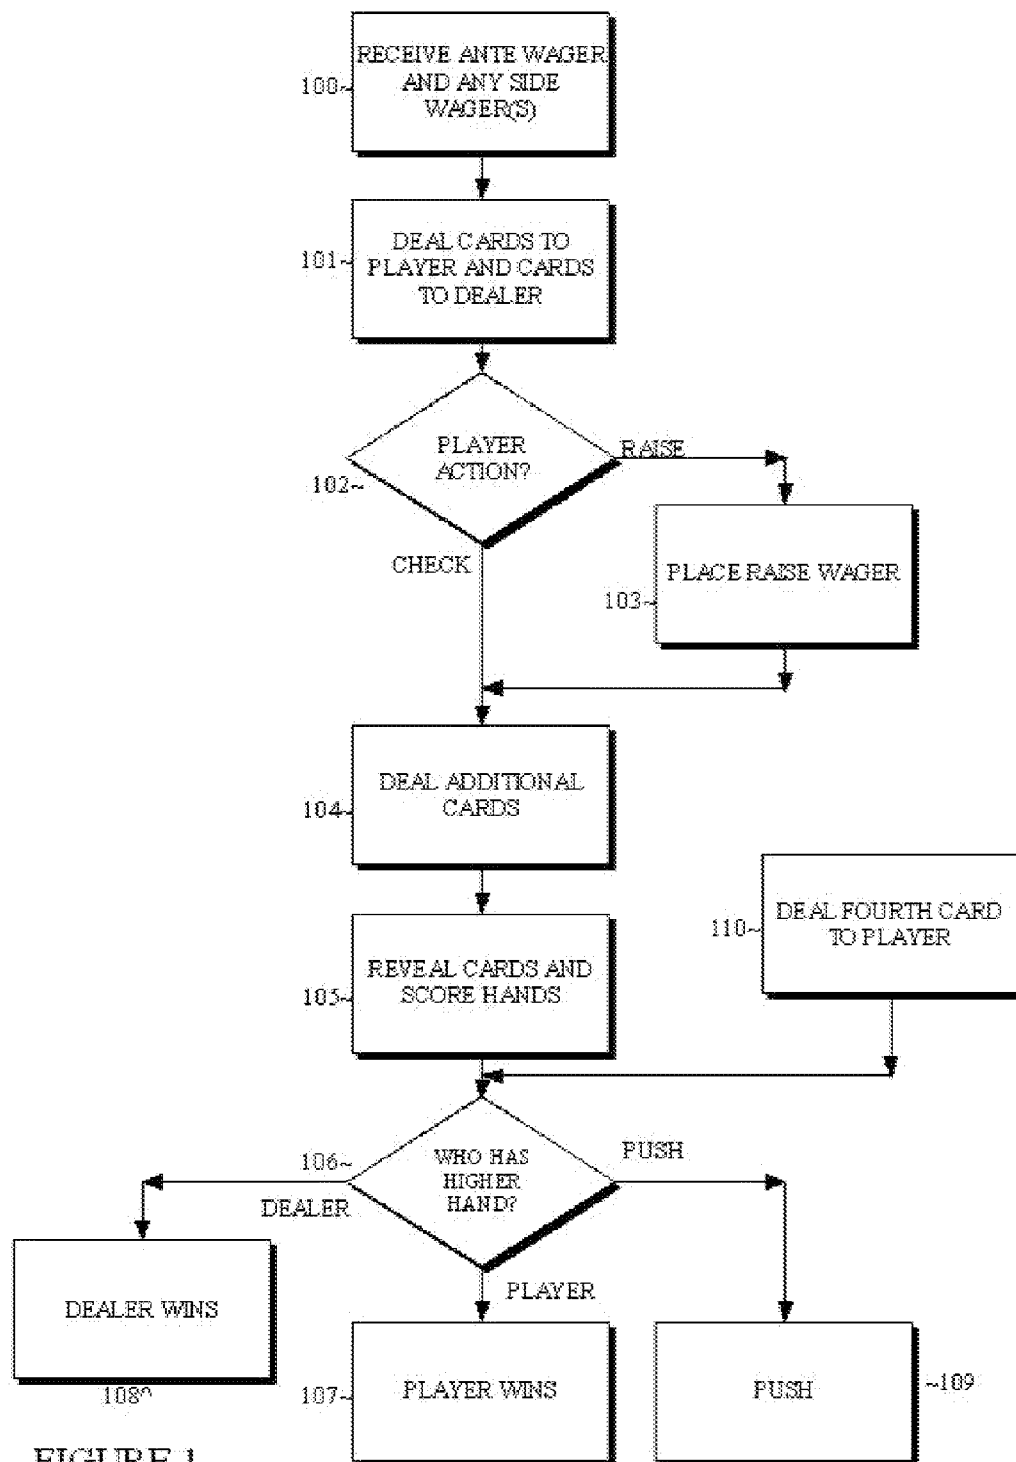 RECEIVE ANTE WAGER
AND ANY SIDE
WAGER(S)
100~
DEAL CARDS TO
PLAYER AND CARDS
TO DEALER
101~
PLAYER
ACTION?
102~
RAISE
CHECK
PLACE RAISE WAGER
103~
DEAL ADDITIONAL
CARDS
104~
DEAL FOURTH CARD
TO PLAYER
110~
REVEAL CARDS AND
SCORE HANDS
105~
WHO HAS
HIGHER
HAND?
106~
PUSH
DEALER
PLAYER
DEALER WINS
108^
PLAYER WINS
107~
PUSH
~109
FIGURE 1